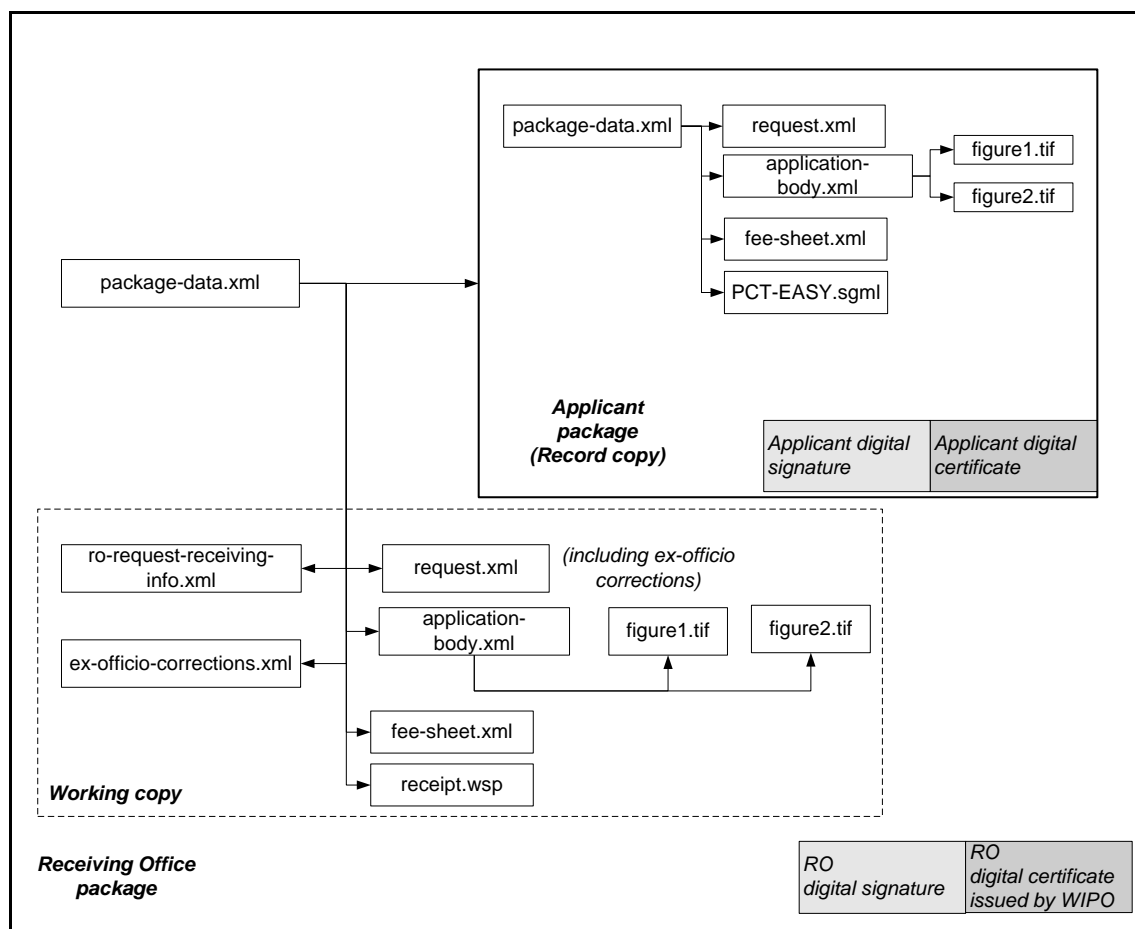 package-data.xml
request.xml
application-
body.xml
figure1.tif
figure2.tif
fee-sheet.xml
PCT-EASY.sgml
Applicant
package
(Record copy)
Applicant digital
signature
Applicant digital
certificate
package-data.xml
ro-request-receiving-
info.xml
request.xml
(including ex-officio
corrections)
application-
body.xml
figure1.tif
figure2.tif
ex-officio-corrections.xml
fee-sheet.xml
receipt.wsp
Working copy
Receiving Office
package
RO
digital signature
RO
digital certificate
issued by WIPO